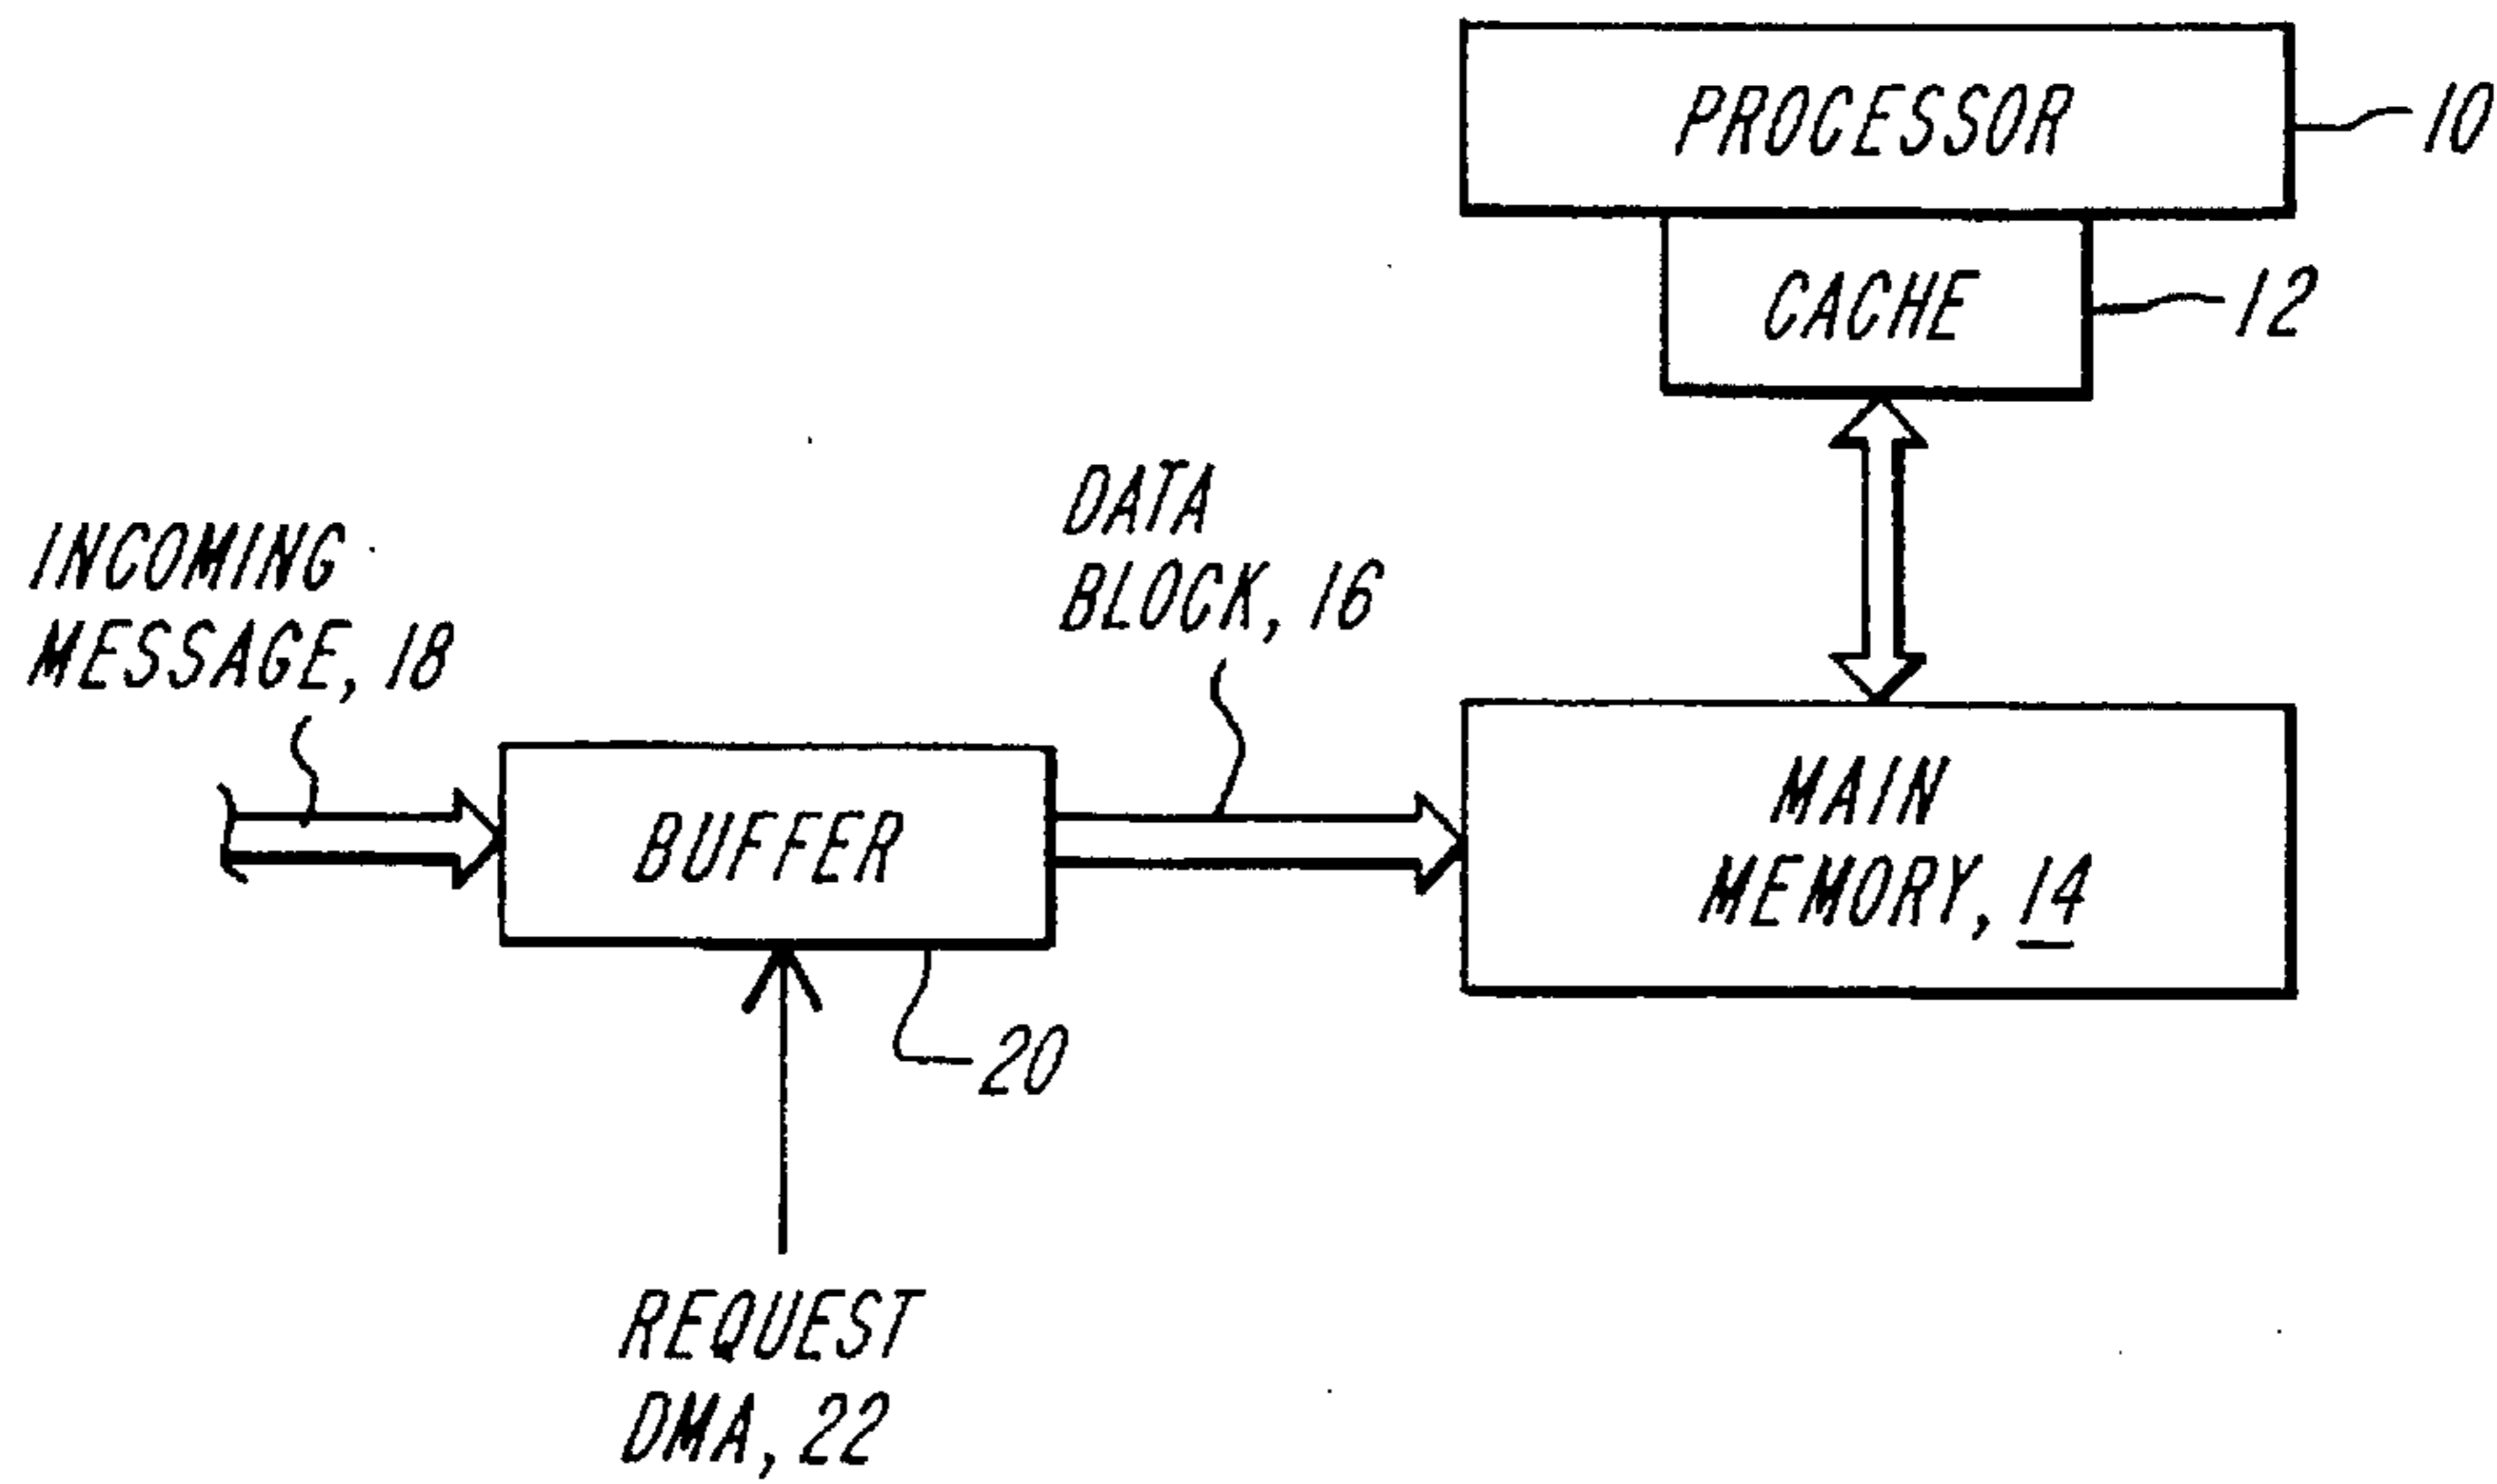 PROCESSOR
10
CACHE
12
DATA
BLOCK, 16
INCOMING
MESSAGE, 18
MAIN
MEMORY, 14
BUFFER
20
REQUEST
DMA, 22